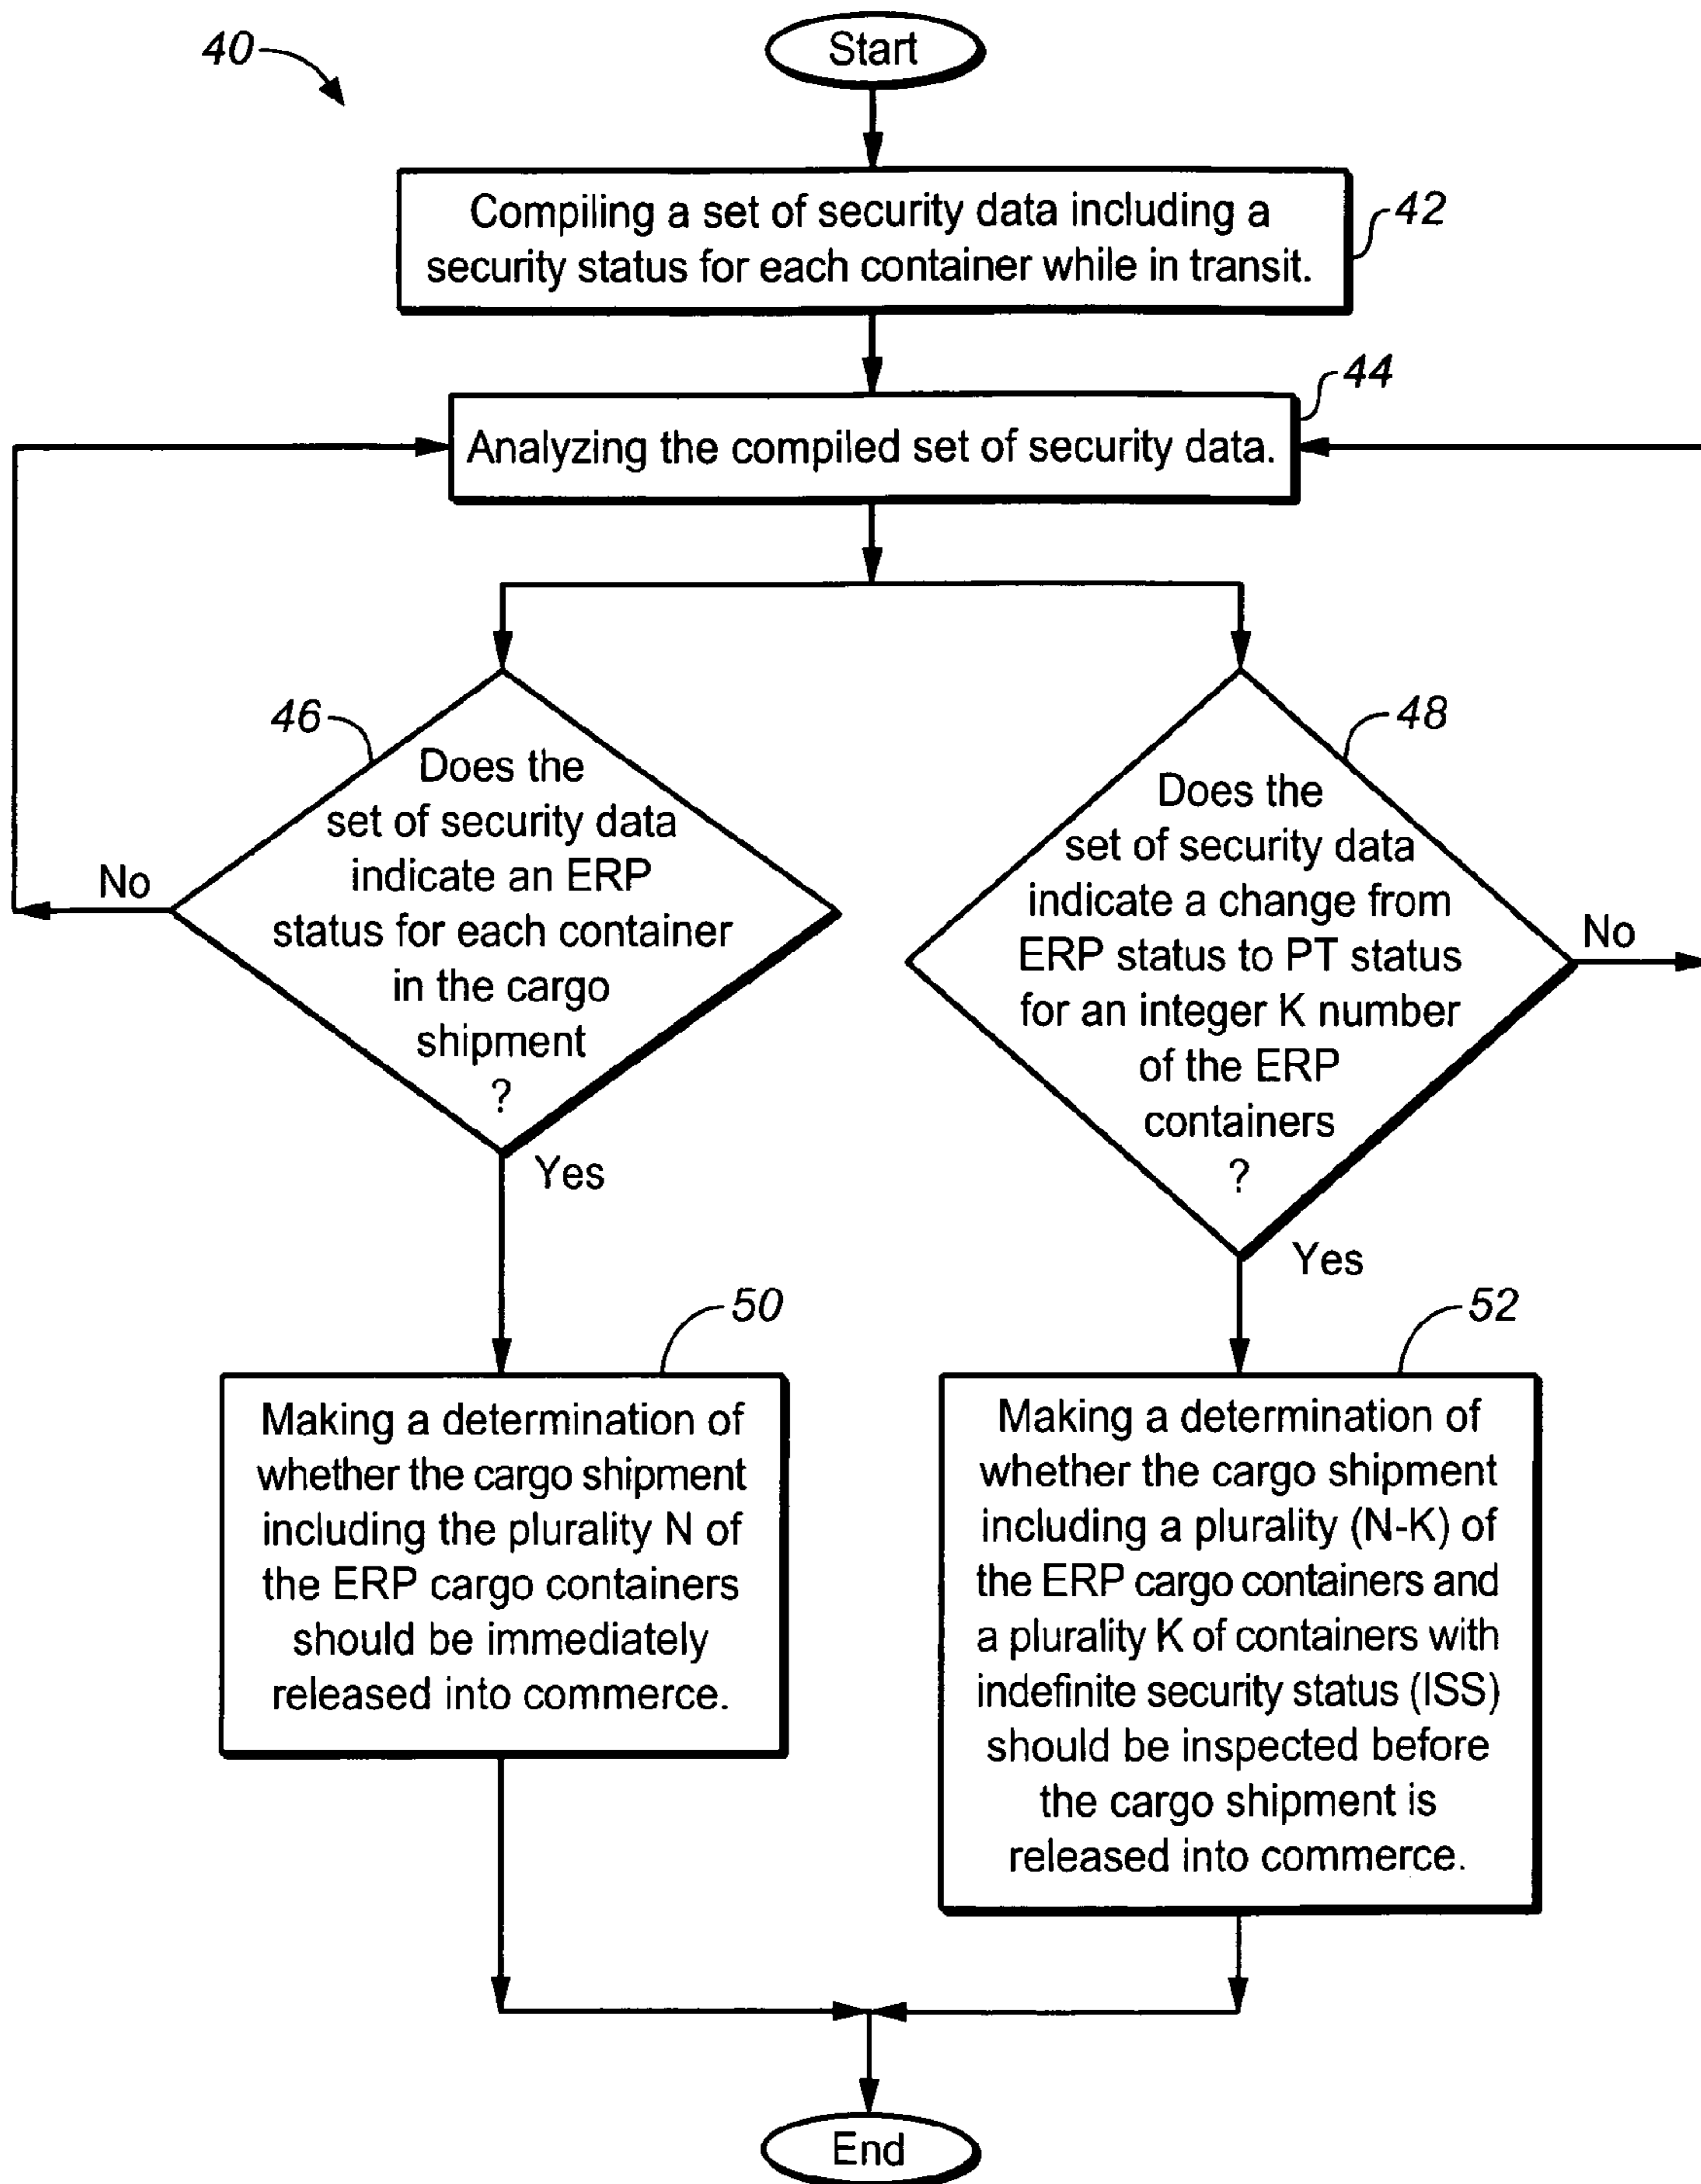 40
Start
Compiling a set of security data including a
security status for each container while in transit.
42
44
Analyzing the compiled set of security data.
46
Does the
set of security data
indicate an ERP
status for each container
in the cargo
shipment
?
No
Yes
48
Does the
set of security data
indicate a change from
ERP status to PT status
for an integer K number
of the ERP
containers
?
No
Yes
50
Making a determination of
whether the cargo shipment
including the plurality N of
the ERP cargo containers
should be immediately
released into commerce.
52
Making a determination of
whether the cargo shipment
including a plurality (N-K) of
the ERP cargo containers and
a plurality K of containers with
indefinite security status (ISS)
should be inspected before
the cargo shipment is
released into commerce.
End